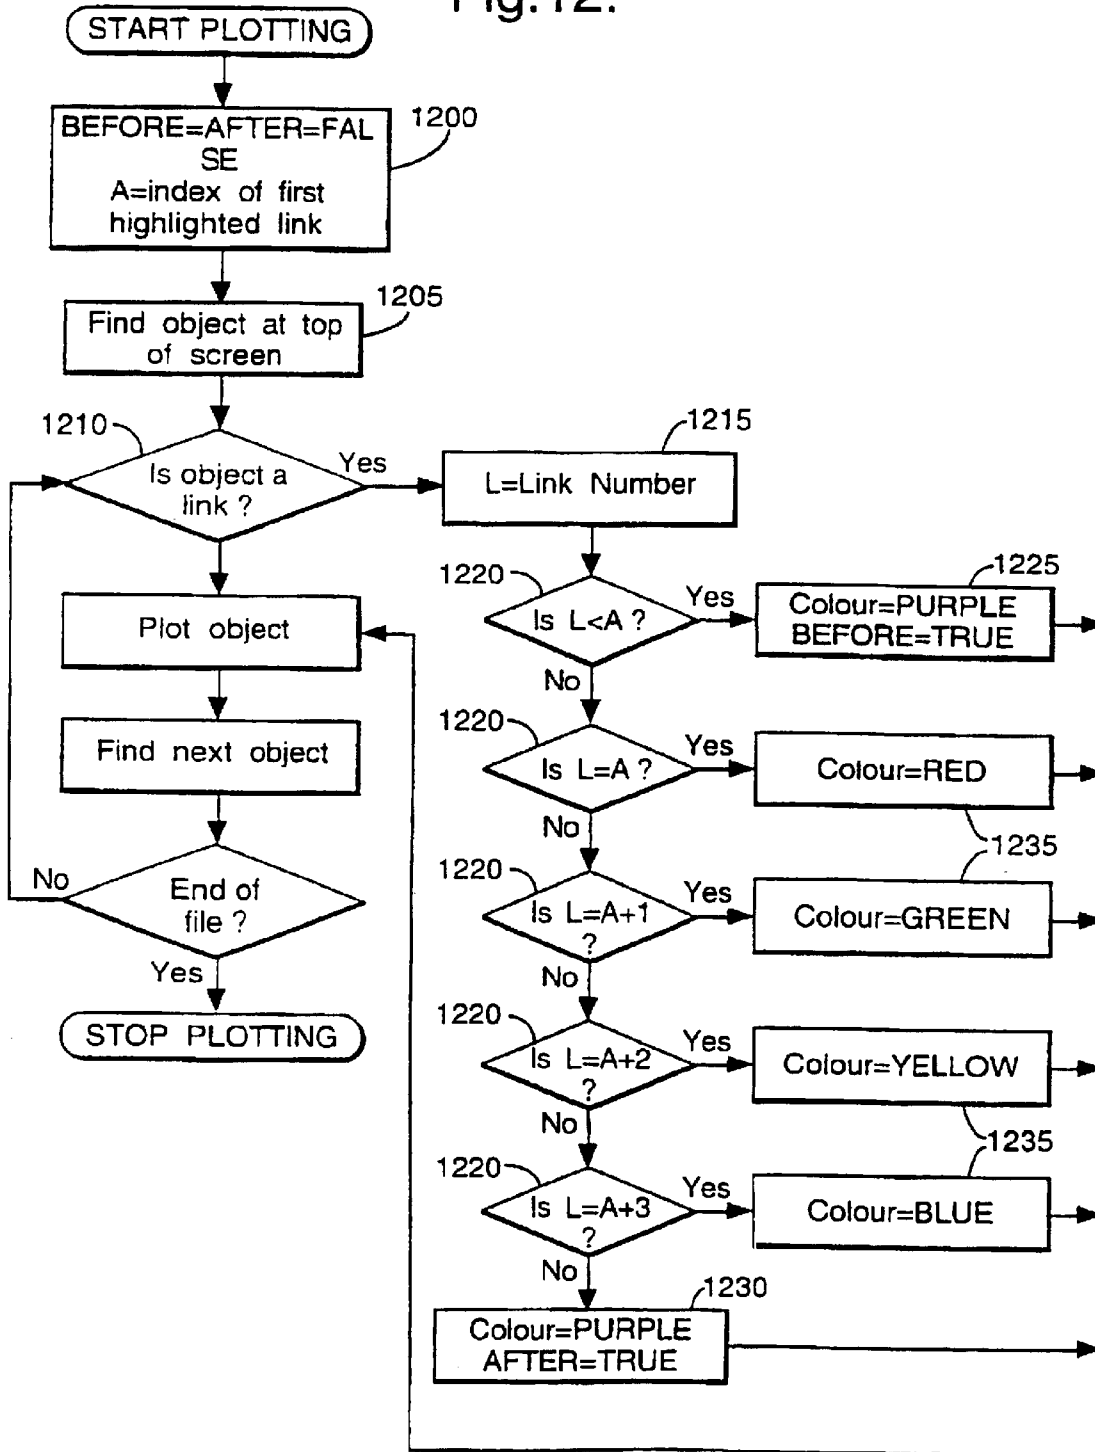 Fig.12.
START PLOTTING
BEFORE=AFTER=FAL
SE
A=index of first
highlighted link
1200
Find object at top
of screen
1205
1210
Is object a
link ?
Yes
L=Link Number
1215
Plot object
Find next object
End of
file ?
No
Yes
STOP PLOTTING
1220
Is L<A ?
Yes
Colour=PURPLE
BEFORE=TRUE
1225
No
1220
Is L=A ?
Yes
Colour=RED
1235
No
1220
Is L=A+1
?
Yes
Colour=GREEN
No
1220
Is L=A+2
?
Yes
Colour=YELLOW
1235
No
1220
Is L=A+3
?
Yes
Colour=BLUE
No
1230
Colour=PURPLE
AFTER=TRUE